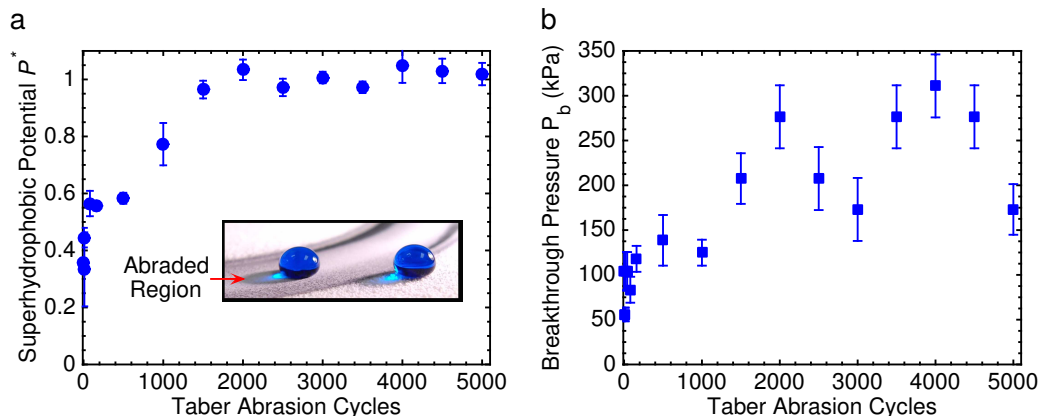 a
Superhydrophobic Potential P*
1
0.8
0.6
0.4
0.2
0
0 1000 2000 3000 4000 5000
Taber Abrasion Cycles
Abraded
Region
b
Breakthrough Pressure P_b (kPa)
350
300
250
200
150
100
50
0
0 1000 2000 3000 4000 5000
Taber Abrasion Cycles